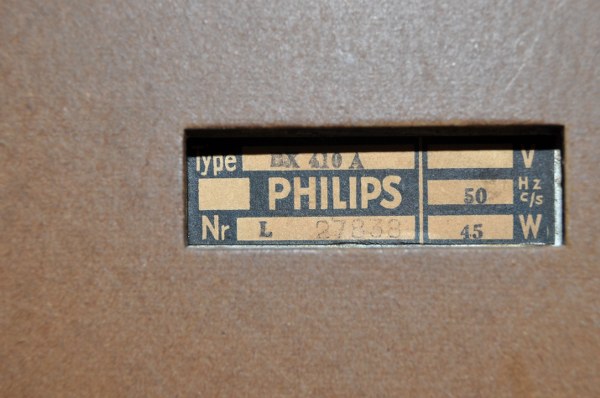 Type BX 410 A V
PHILIPS 50 Hz c/s
Nr L 27838 45 W